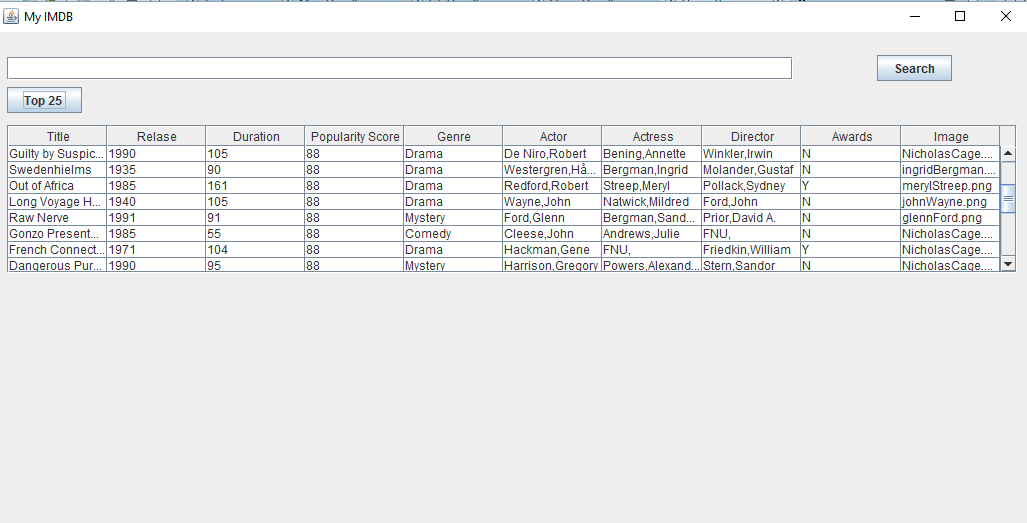 My IMDB
Search
Top 25
Title Relase Duration Popularity Score Genre Actor Actress Director Awards Image
Guilty by Suspic... 1990 105 88 Drama De Niro,Robert Bening,Annette Winkler,Irwin N NicholasCage....
Swedenhielms 1935 90 88 Drama Westergren,Hå... Bergman,Ingrid Molander,Gustaf N ingridBergman....
Out of Africa 1985 161 88 Drama Redford,Robert Streep,Meryl Pollack,Sydney Y merylStreep.png
Long Voyage H... 1940 105 88 Drama Wayne,John Natwick,Mildred Ford,John N johnWayne.png
Raw Nerve 1991 91 88 Mystery Ford,Glenn Bergman,Sand... Prior,David A. N glennFord.png
Gonzo Present... 1985 55 88 Comedy Cleese,John Andrews,Julie FNU, N NicholasCage....
French Connect... 1971 104 88 Drama Hackman,Gene FNU, Friedkin,William Y NicholasCage....
Dangerous Pur... 1990 95 88 Mystery Harrison,Gregory Powers,Alexand... Stern,Sandor N NicholasCage....